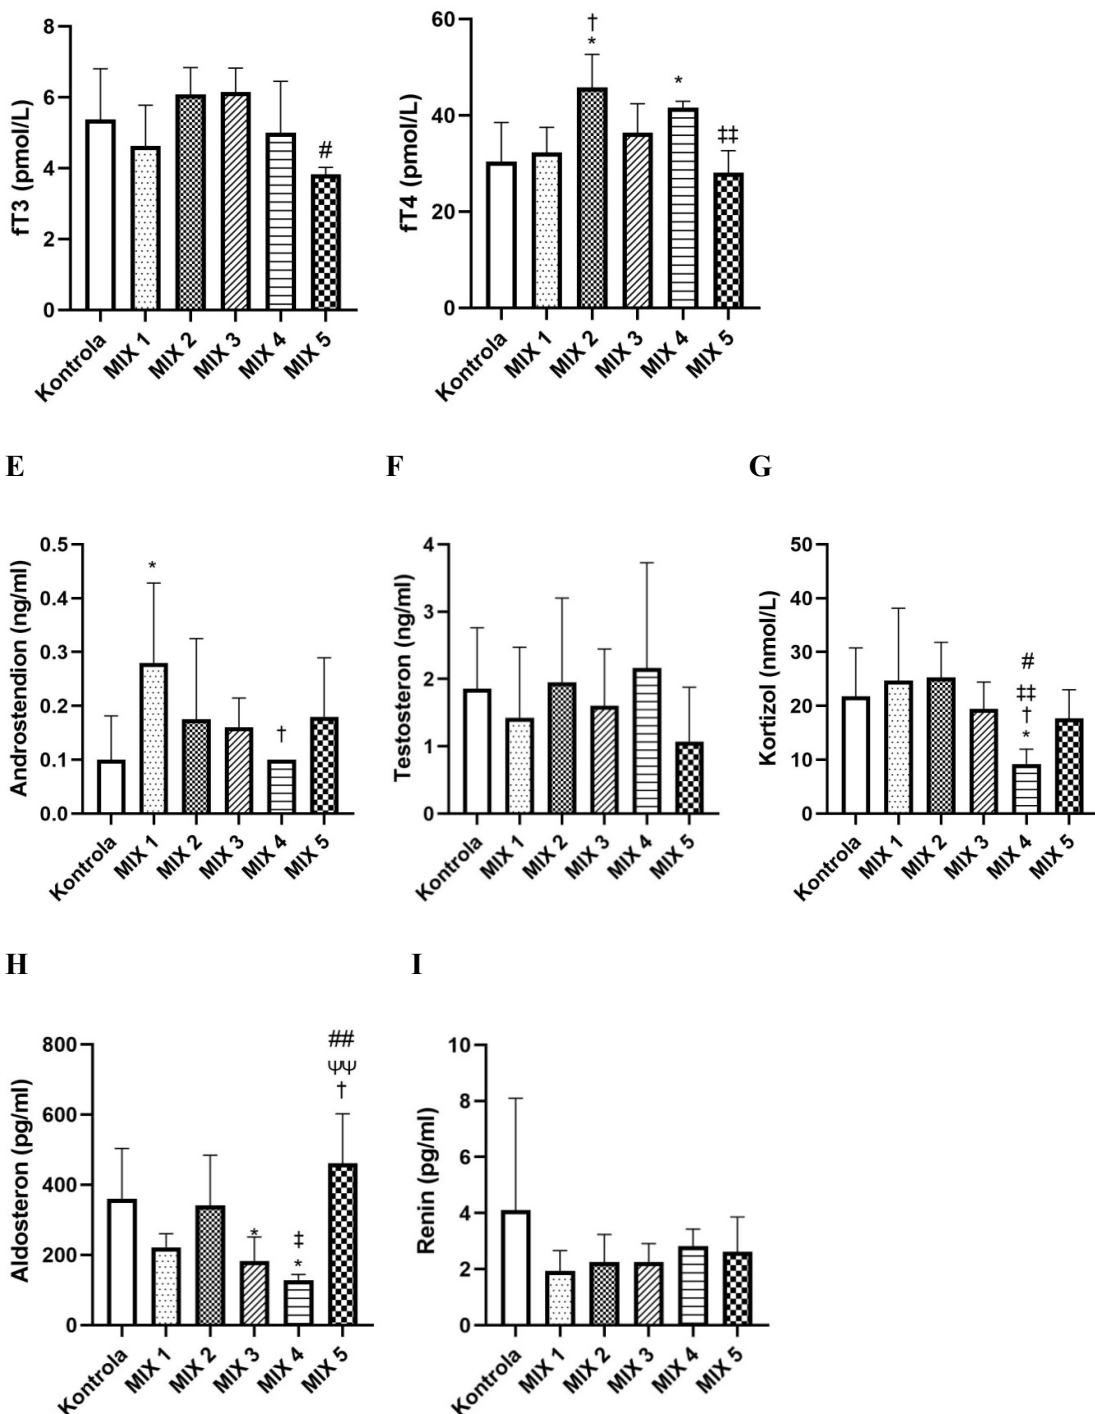 fT3 (pmol/L)
8
6
4
2
0
#
Kontrola
MIX 1
MIX 2
MIX 3
MIX 4
MIX 5
fT4 (pmol/L)
60
40
20
0
†
*
*
‡‡
Kontrola
MIX 1
MIX 2
MIX 3
MIX 4
MIX 5
E
F
G
Androstendion (ng/ml)
0.5
0.4
0.3
0.2
0.1
0.0
*
†
Kontrola
MIX 1
MIX 2
MIX 3
MIX 4
MIX 5
Testosteron (ng/ml)
4
3
2
1
0
Kontrola
MIX 1
MIX 2
MIX 3
MIX 4
MIX 5
Kortizol (nmol/L)
50
40
30
20
10
0
#
‡‡
†
*
Kontrola
MIX 1
MIX 2
MIX 3
MIX 4
MIX 5
H
I
Aldosteron (pg/ml)
800
600
400
200
0
*
‡
*
##
ΨΨ
†
Kontrola
MIX 1
MIX 2
MIX 3
MIX 4
MIX 5
Renin (pg/ml)
10
8
6
4
2
0
Kontrola
MIX 1
MIX 2
MIX 3
MIX 4
MIX 5